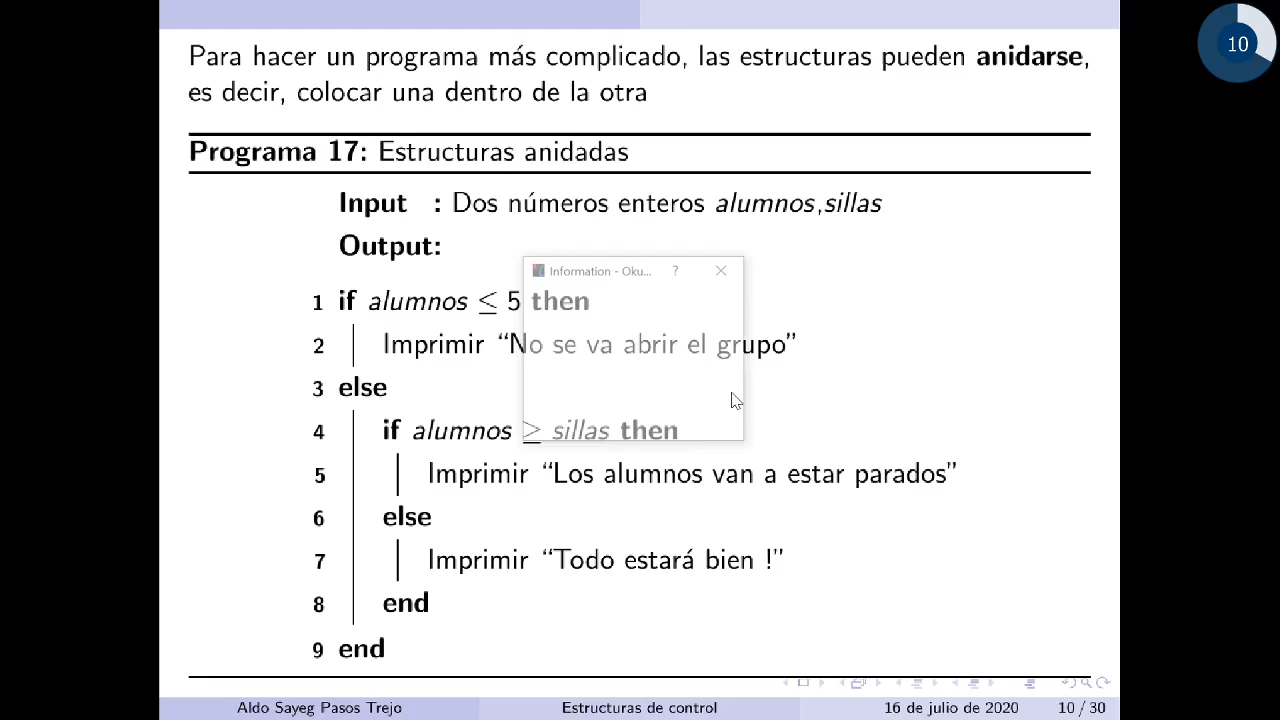 10
Para hacer un programa más complicado, las estructuras pueden anidarse,
es decir, colocar una dentro de la otra
Programa 17: Estructuras anidadas
Input : Dos números enteros alumnos,sillas
Output:
Information - Oku... ?
1 if alumnos ≤ 5 then
2 Imprimir “No se va abrir el grupo”
3 else
4 if alumnos ≥ sillas then
5 Imprimir “Los alumnos van a estar parados”
6 else
7 Imprimir “Todo estará bien !”
8 end
9 end
Aldo Sayeg Pasos Trejo Estructuras de control 16 de julio de 2020 10 / 30